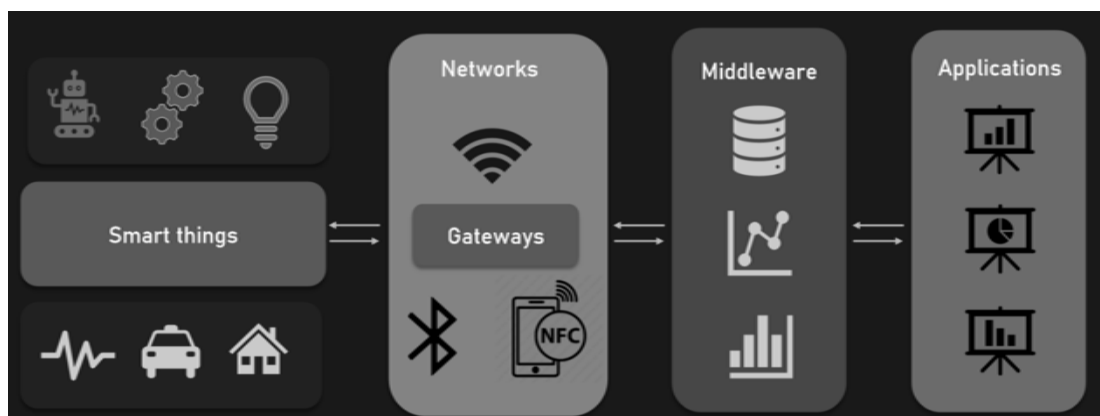 Networks
Middleware
Applications
Smart things
Gateways
NFC